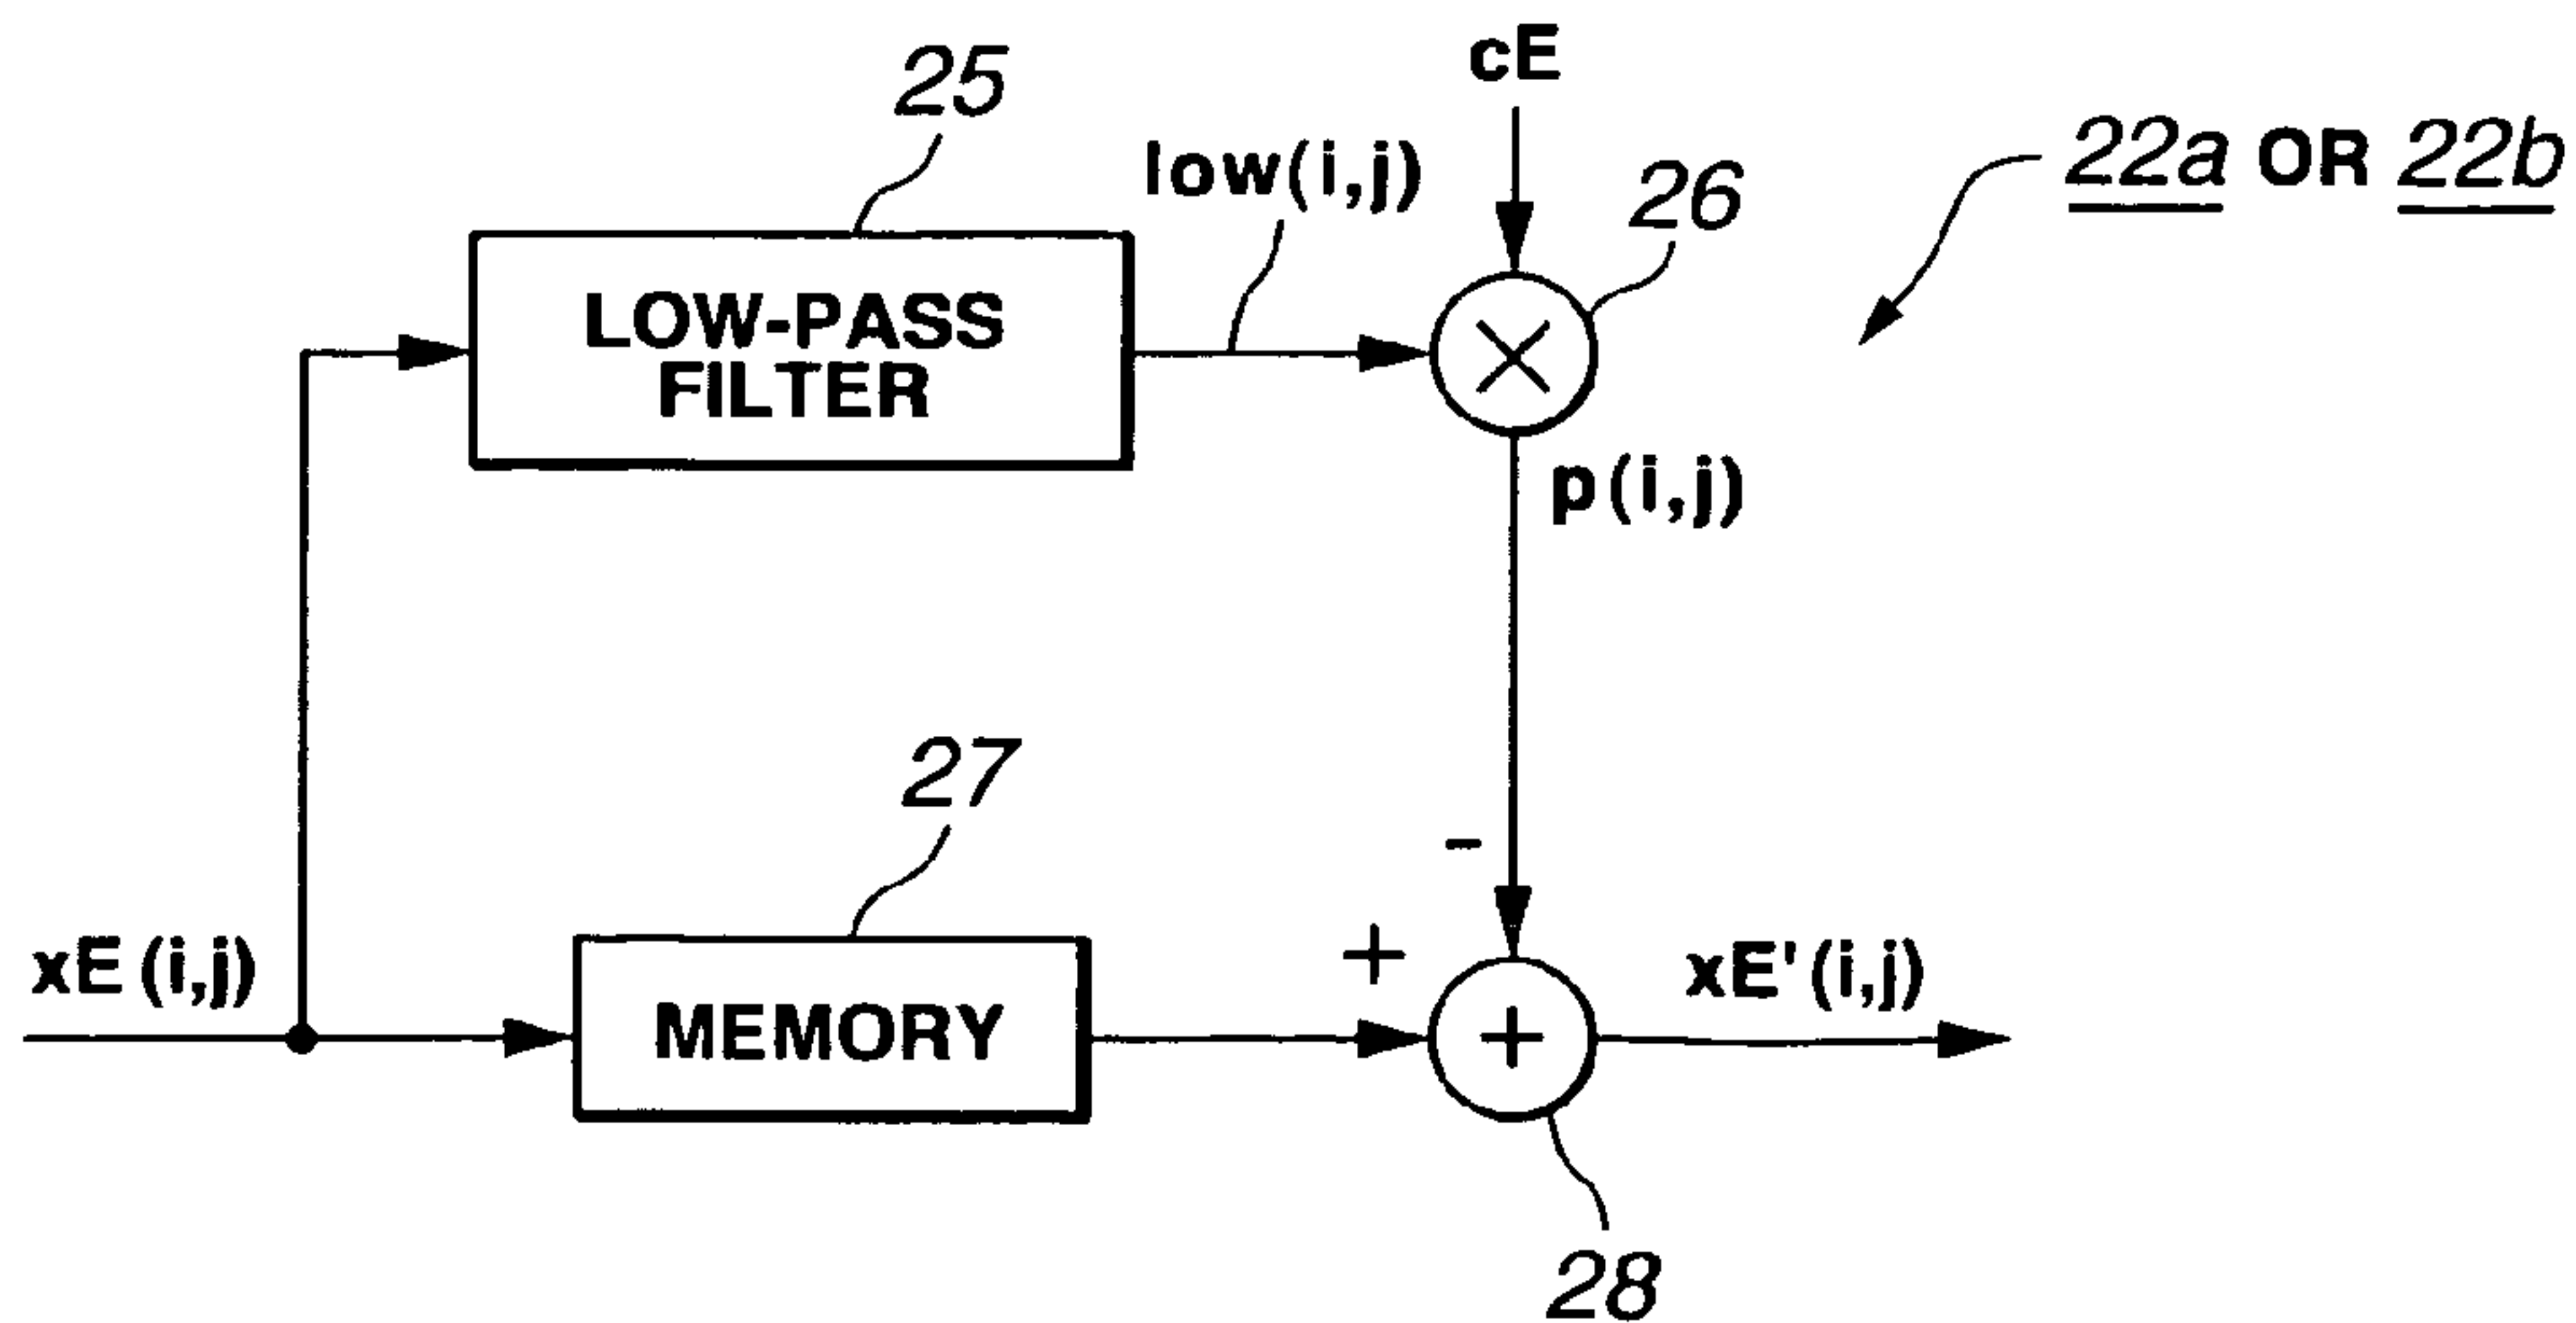 25
cE
low(i,j)
26
22a OR 22b
LOW-PASS
FILTER
×
p(i,j)
27
-
+
xE(i,j)
MEMORY
+
xE'(i,j)
28